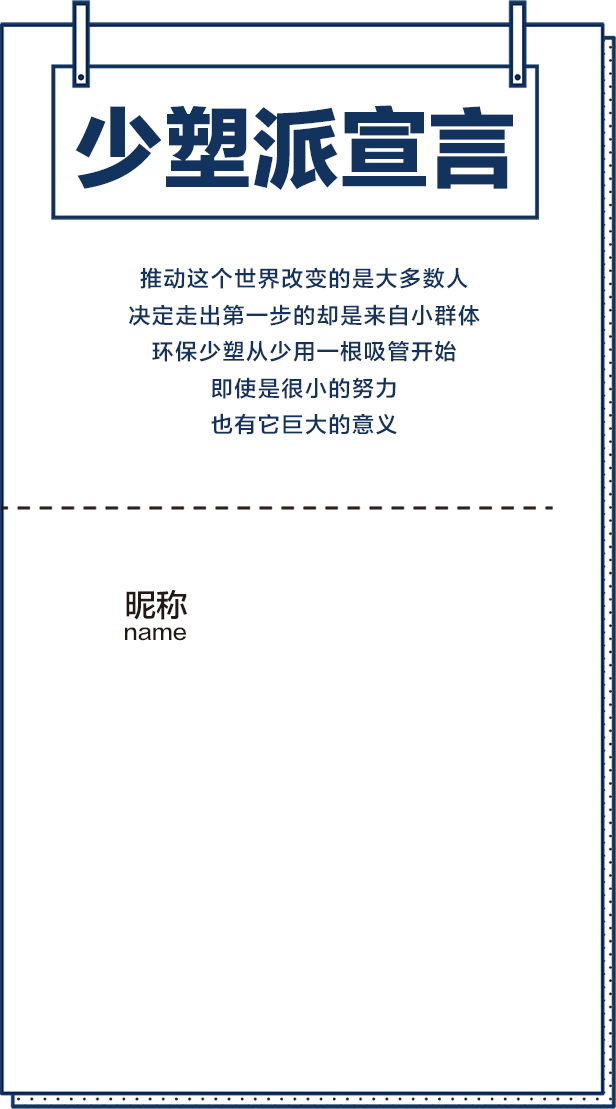 少塑派宣言
推动这个世界改变的是大多数人
决定走出第一步的却是来自小群体
环保少塑从少用一根吸管开始
即使是很小的努力
也有它巨大的意义
昵称
name